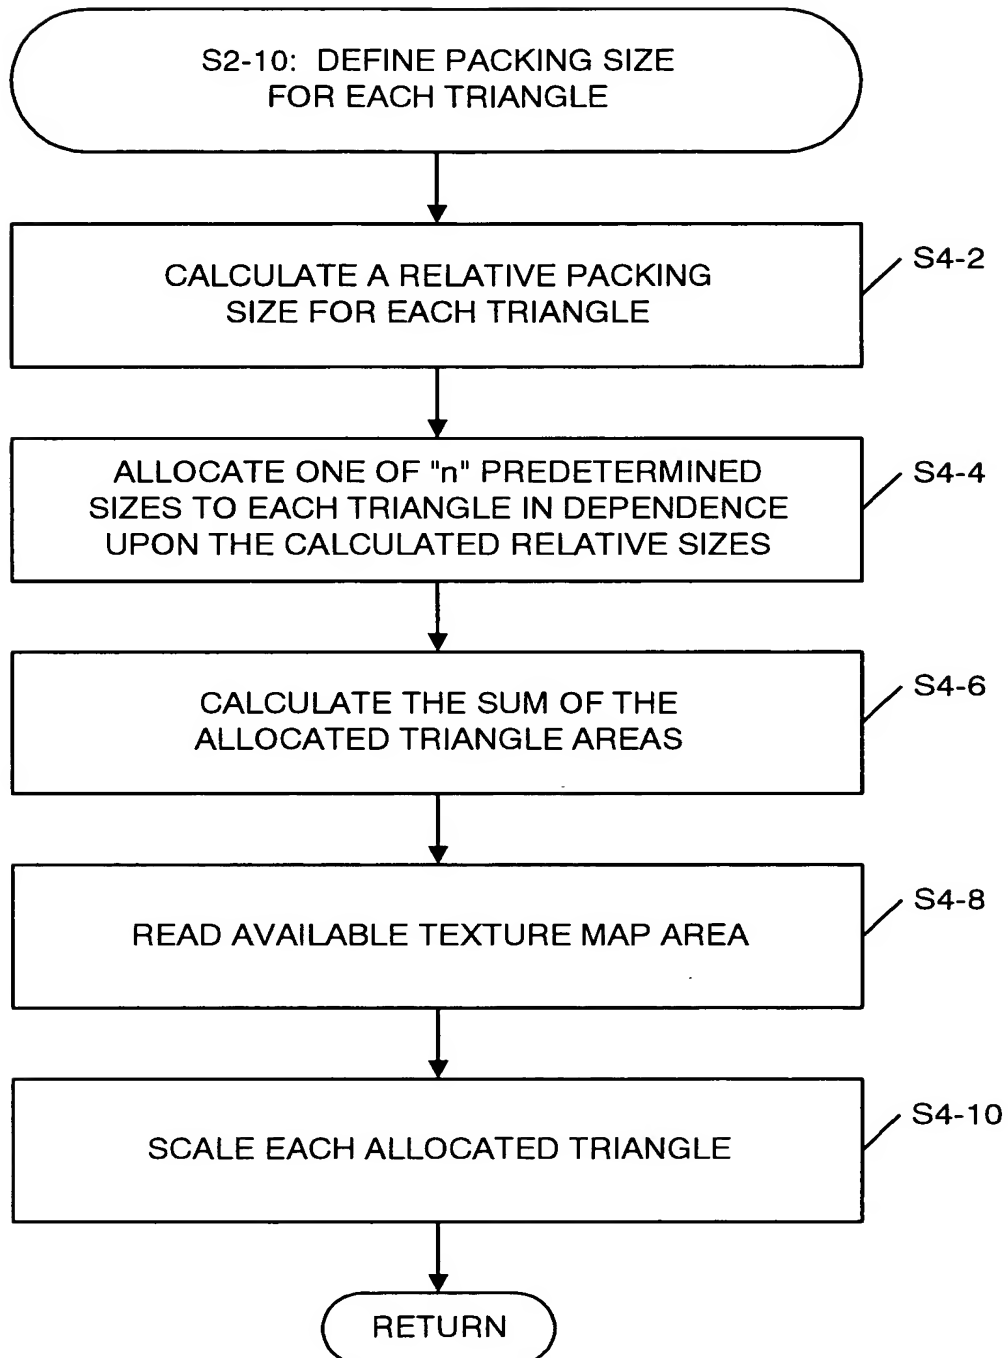 S2-10: DEFINE PACKING SIZE
FOR EACH TRIANGLE
CALCULATE A RELATIVE PACKING
SIZE FOR EACH TRIANGLE
S4-2
ALLOCATE ONE OF "n" PREDETERMINED
SIZES TO EACH TRIANGLE IN DEPENDENCE
UPON THE CALCULATED RELATIVE SIZES
S4-4
CALCULATE THE SUM OF THE
ALLOCATED TRIANGLE AREAS
S4-6
READ AVAILABLE TEXTURE MAP AREA
S4-8
SCALE EACH ALLOCATED TRIANGLE
S4-10
RETURN